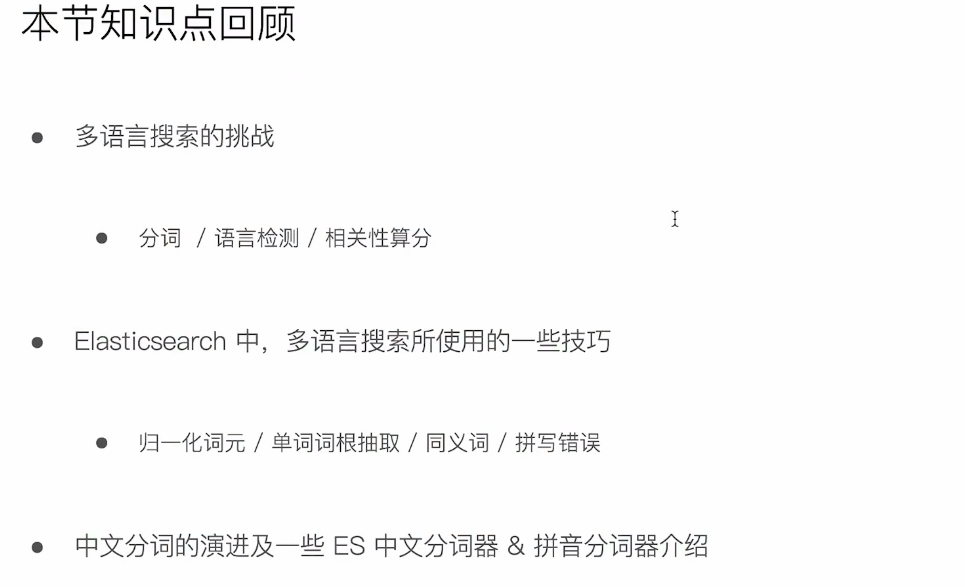 本节知识点回顾
多语言搜索的挑战
分词 / 语言检测 / 相关性算分
Elasticsearch 中，多语言搜索所使用的一些技巧
归一化词元 / 单词词根抽取 / 同义词 / 拼写错误
中文分词的演进及一些 ES 中文分词器 & 拼音分词器介绍